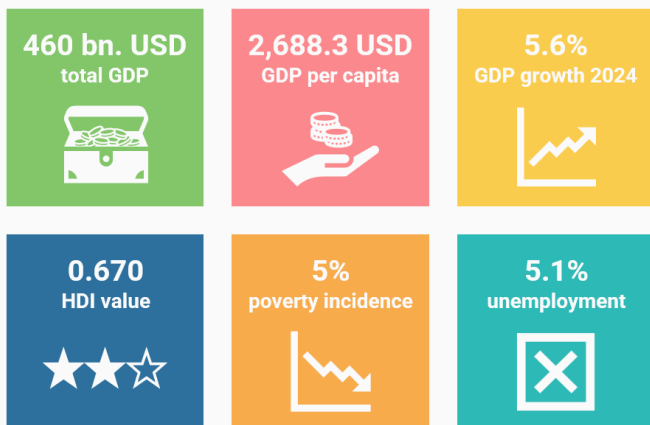 460 bn. USD
total GDP
2,688.3 USD
GDP per capita
5.6%
GDP growth 2024
0.670
HDI value
5%
poverty incidence
5.1%
unemployment